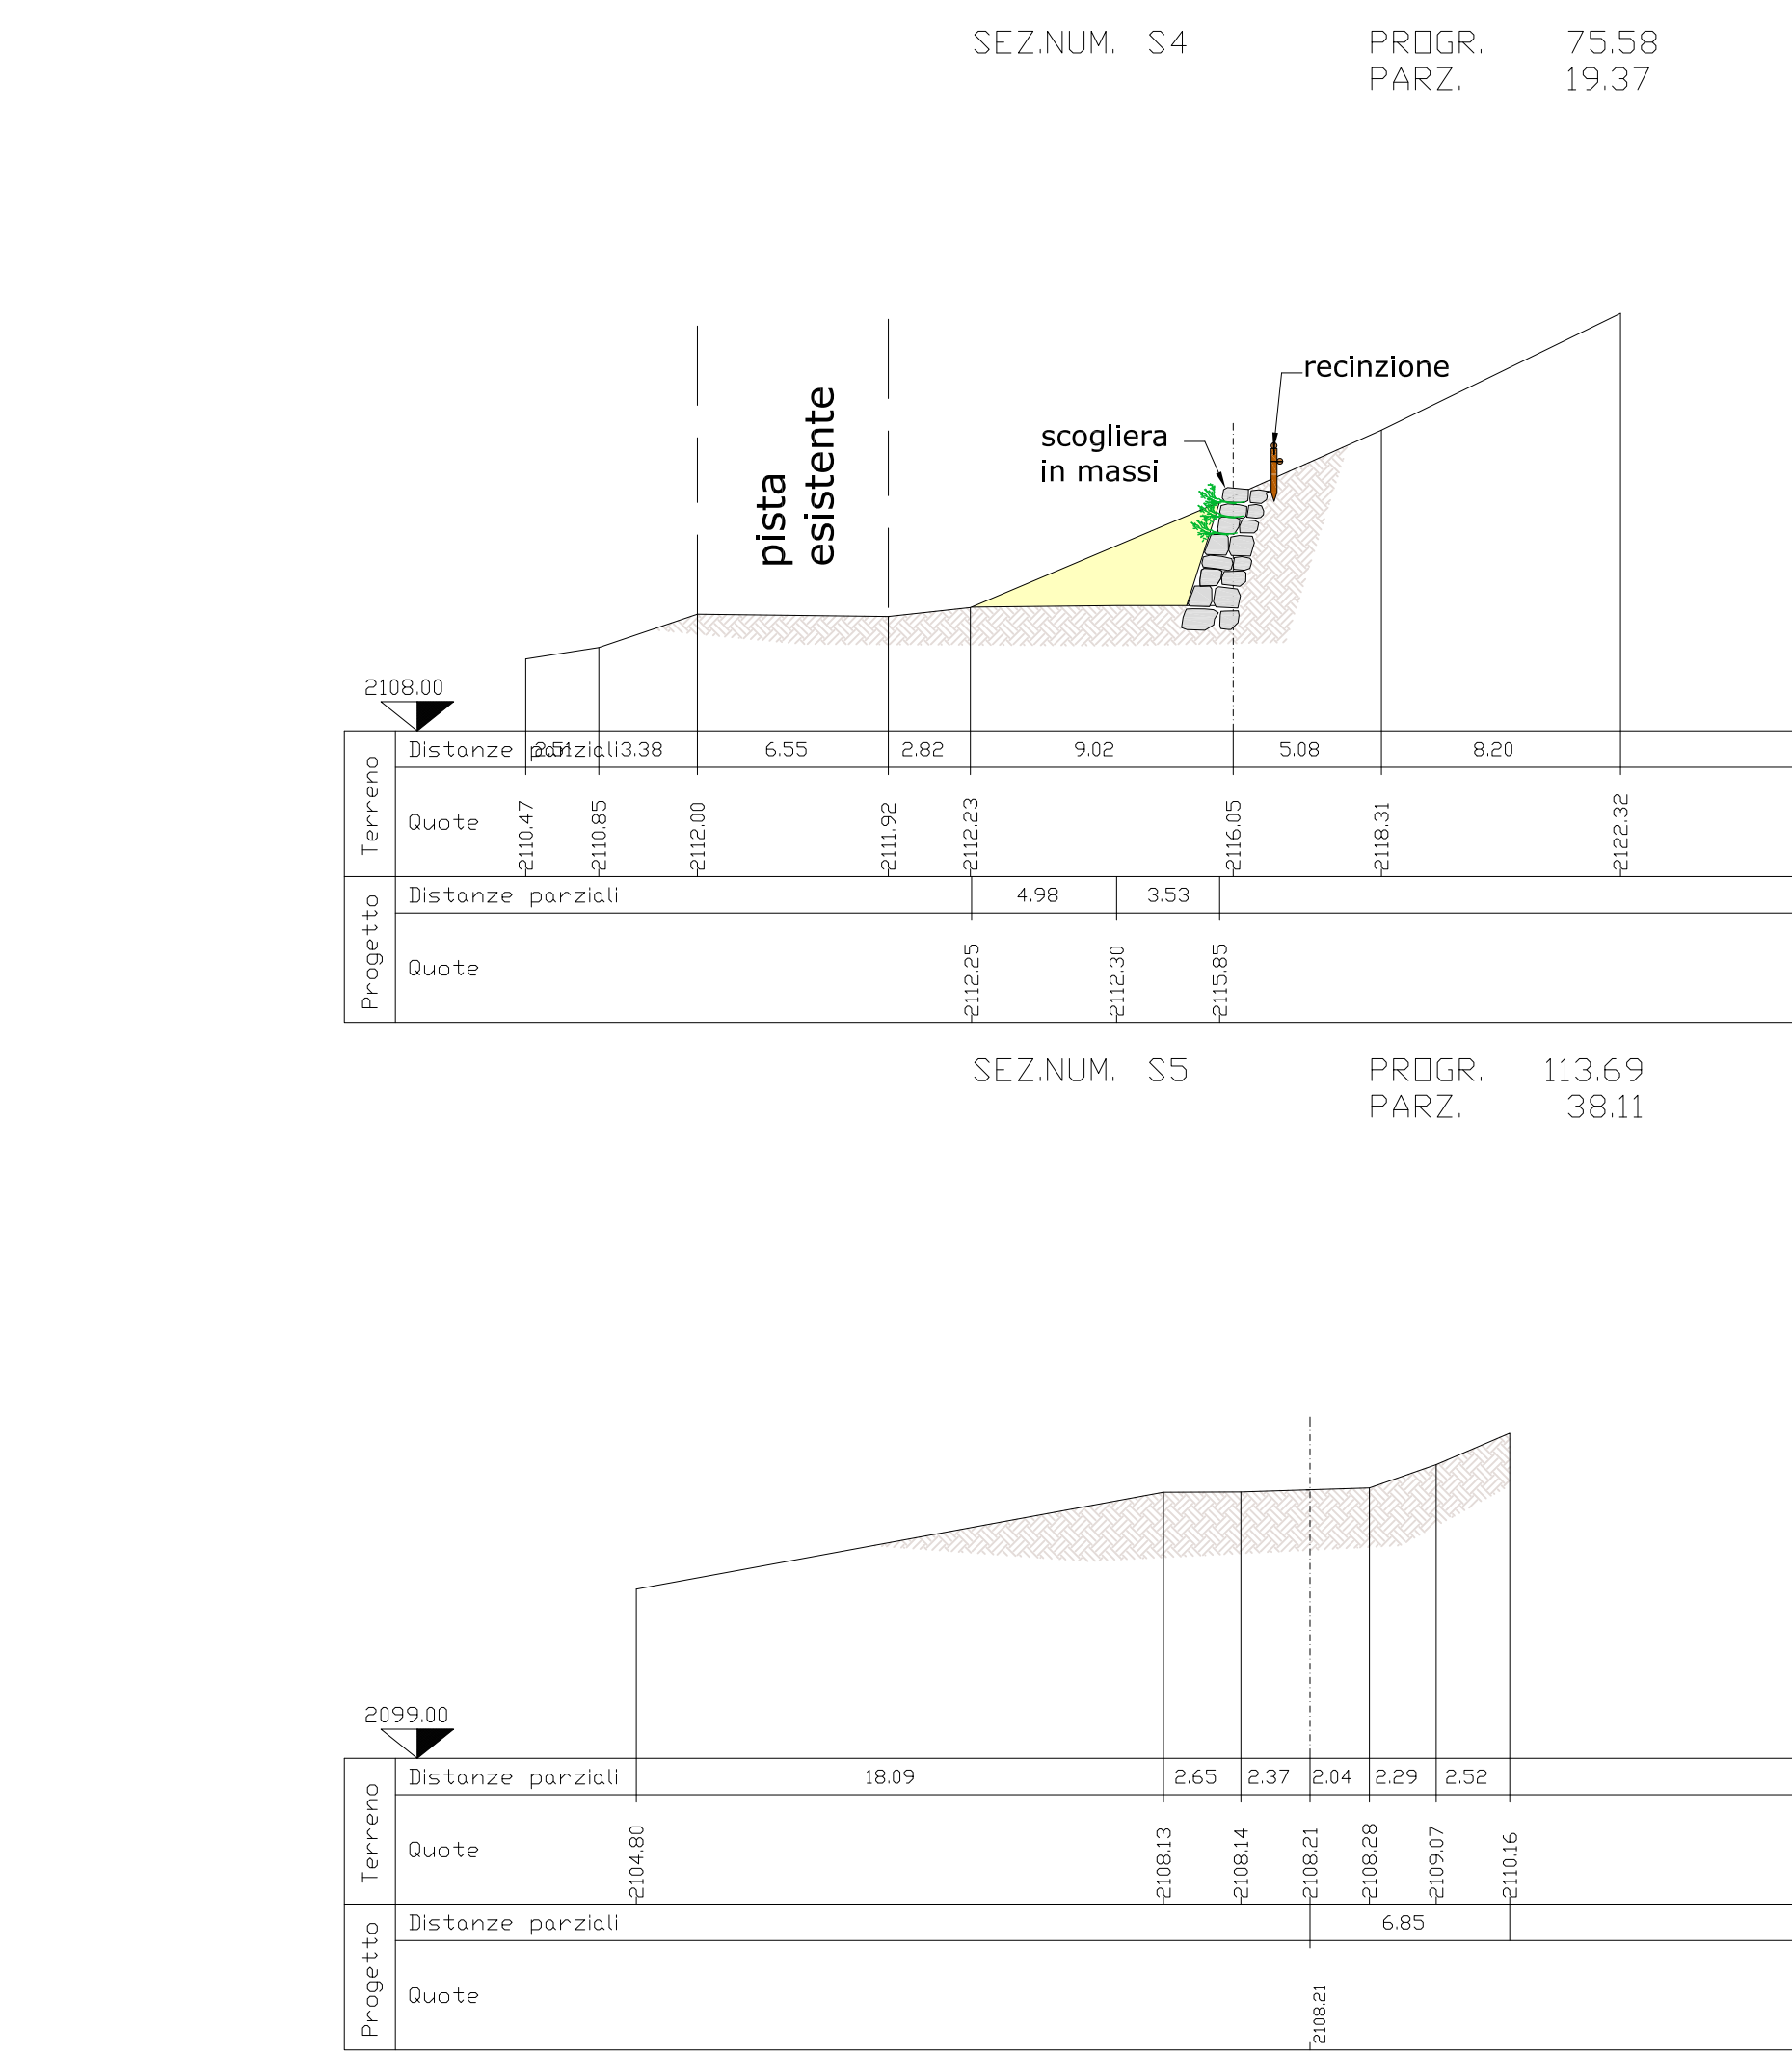 SEZ.NUM. S4 PROGR. 75.58
PARZ. 19.37
recinzione
scogliera
in massi
pista
esistente
2108.00
Terreno
Distanze parziali 2.51 3.38 6.55 2.82 9.02 5.08 8.20
Quote 2110.47 2110.85 2112.00 2111.92 2112.23 2116.05 2118.31 2122.32
Progetto
Distanze parziali 4.98 3.53
Quote 2112.25 2112.30 2115.85
SEZ.NUM. S5 PROGR. 113.69
PARZ. 38.11
2099.00
Terreno
Distanze parziali 18.09 2.65 2.37 2.04 2.29 2.52
Quote 2104.80 2108.13 2108.14 2108.21 2108.28 2109.07 2110.16
Progetto
Distanze parziali 6.85
Quote 2108.21